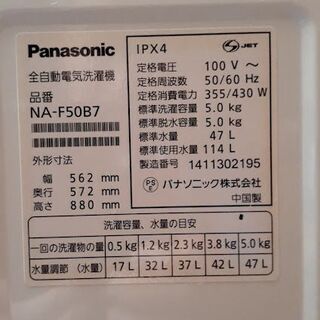 Panasonic
全自動電気洗濯機
品番
NA-F50B7
外形寸法
幅 562 mm
奥行 572 mm
高さ 880 mm
IPX4
JET
定格電圧 100 V ～
定格周波数 50/60 Hz
定格消費電力 355/430 W
標準洗濯容量 5.0 kg
標準脱水容量 5.0 kg
標準水量 47 L
標準使用水量 114 L
製造番号 1411302195
PS E パナソニック株式会社
中国製
洗濯容量、水量の目安
一回の洗濯物の量 0.5 kg 1.2 kg 2.3 kg 3.8 kg 5.0 kg
水量調節 (水量) 17 L 32 L 37 L 42 L 47 L